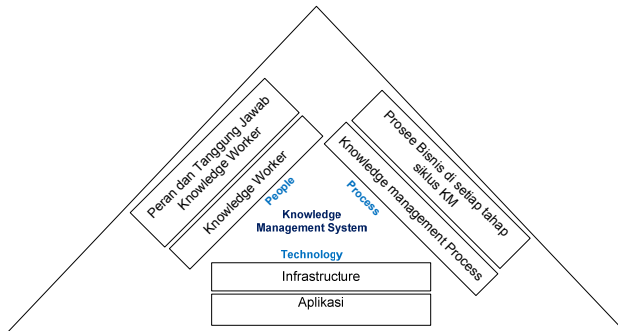 Peran dan Tanggung Jawab
Knowledge Worker
Knowledge Worker
People
Prosee Bisnis di setiap tahap
siklus KM
Knowledge management Process
Process
Knowledge
Management System
Technology
Infrastructure
Aplikasi